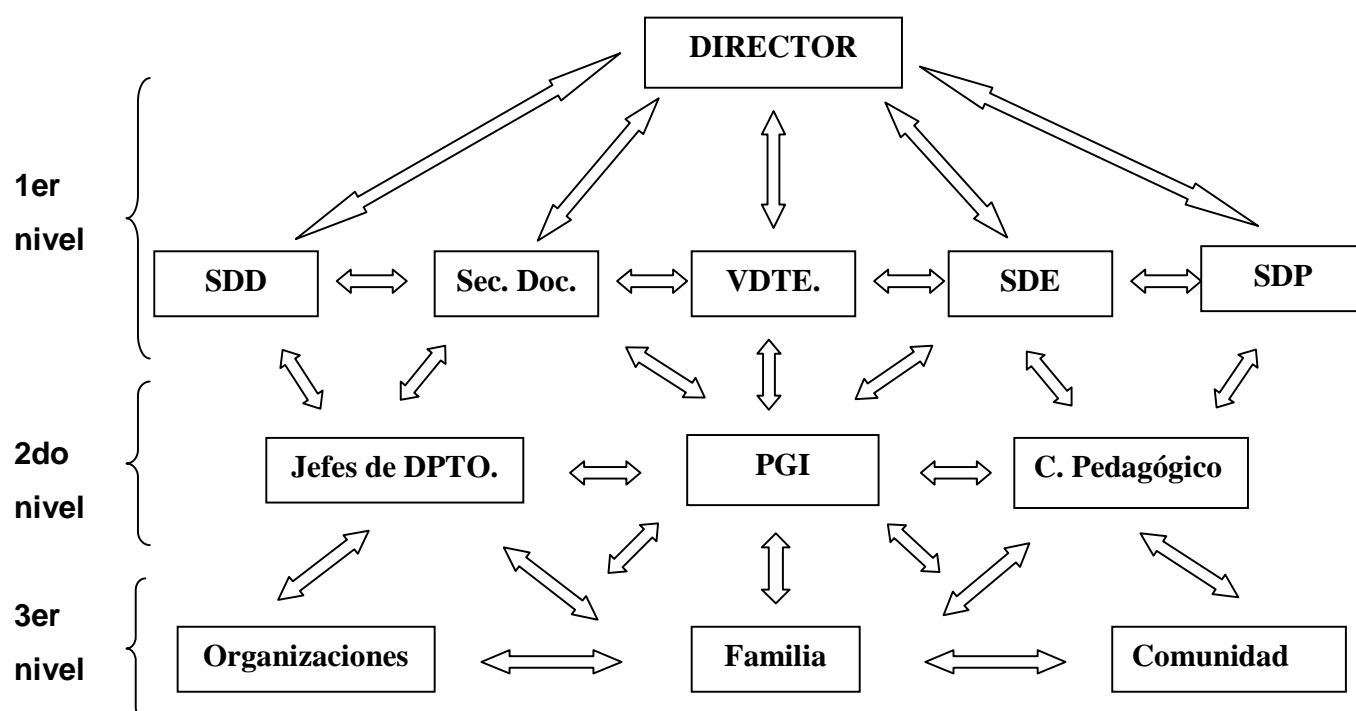 DIRECTOR
1er
nivel
SDD
Sec. Doc.
VDTE.
SDE
SDP
2do
nivel
Jefes de DPTO.
PGI
C. Pedagógico
3er
nivel
Organizaciones
Familia
Comunidad